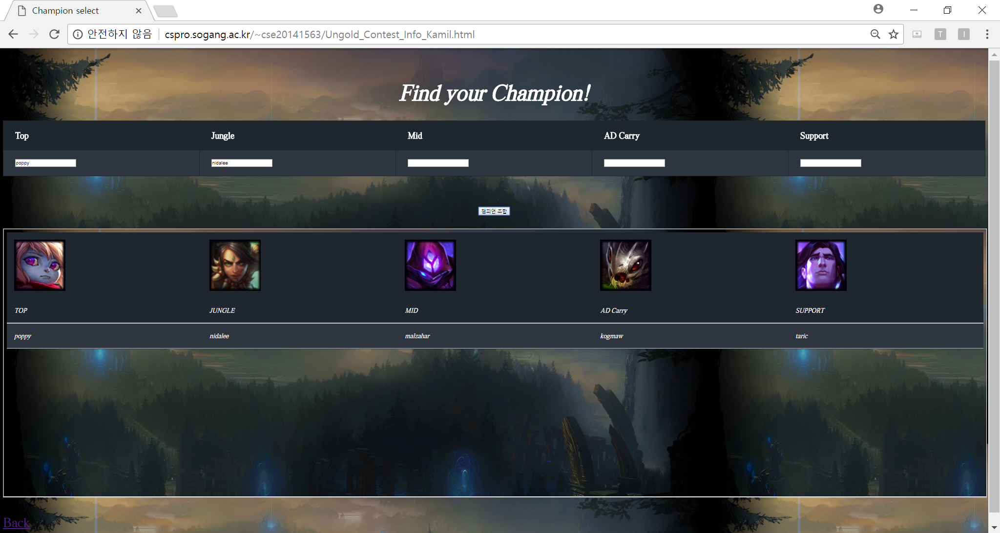 Champion select
안전하지 않음 cspro.sogang.ac.kr/~cse20141563/Ungold_Contest_Info_Kamil.html
T I
Find your Champion!
Top Jungle Mid AD Carry Support
poppy nidalee
챔피언 조합
TOP JUNGLE MID AD Carry SUPPORT
poppy nidalee malzahar kogmaw taric
Back